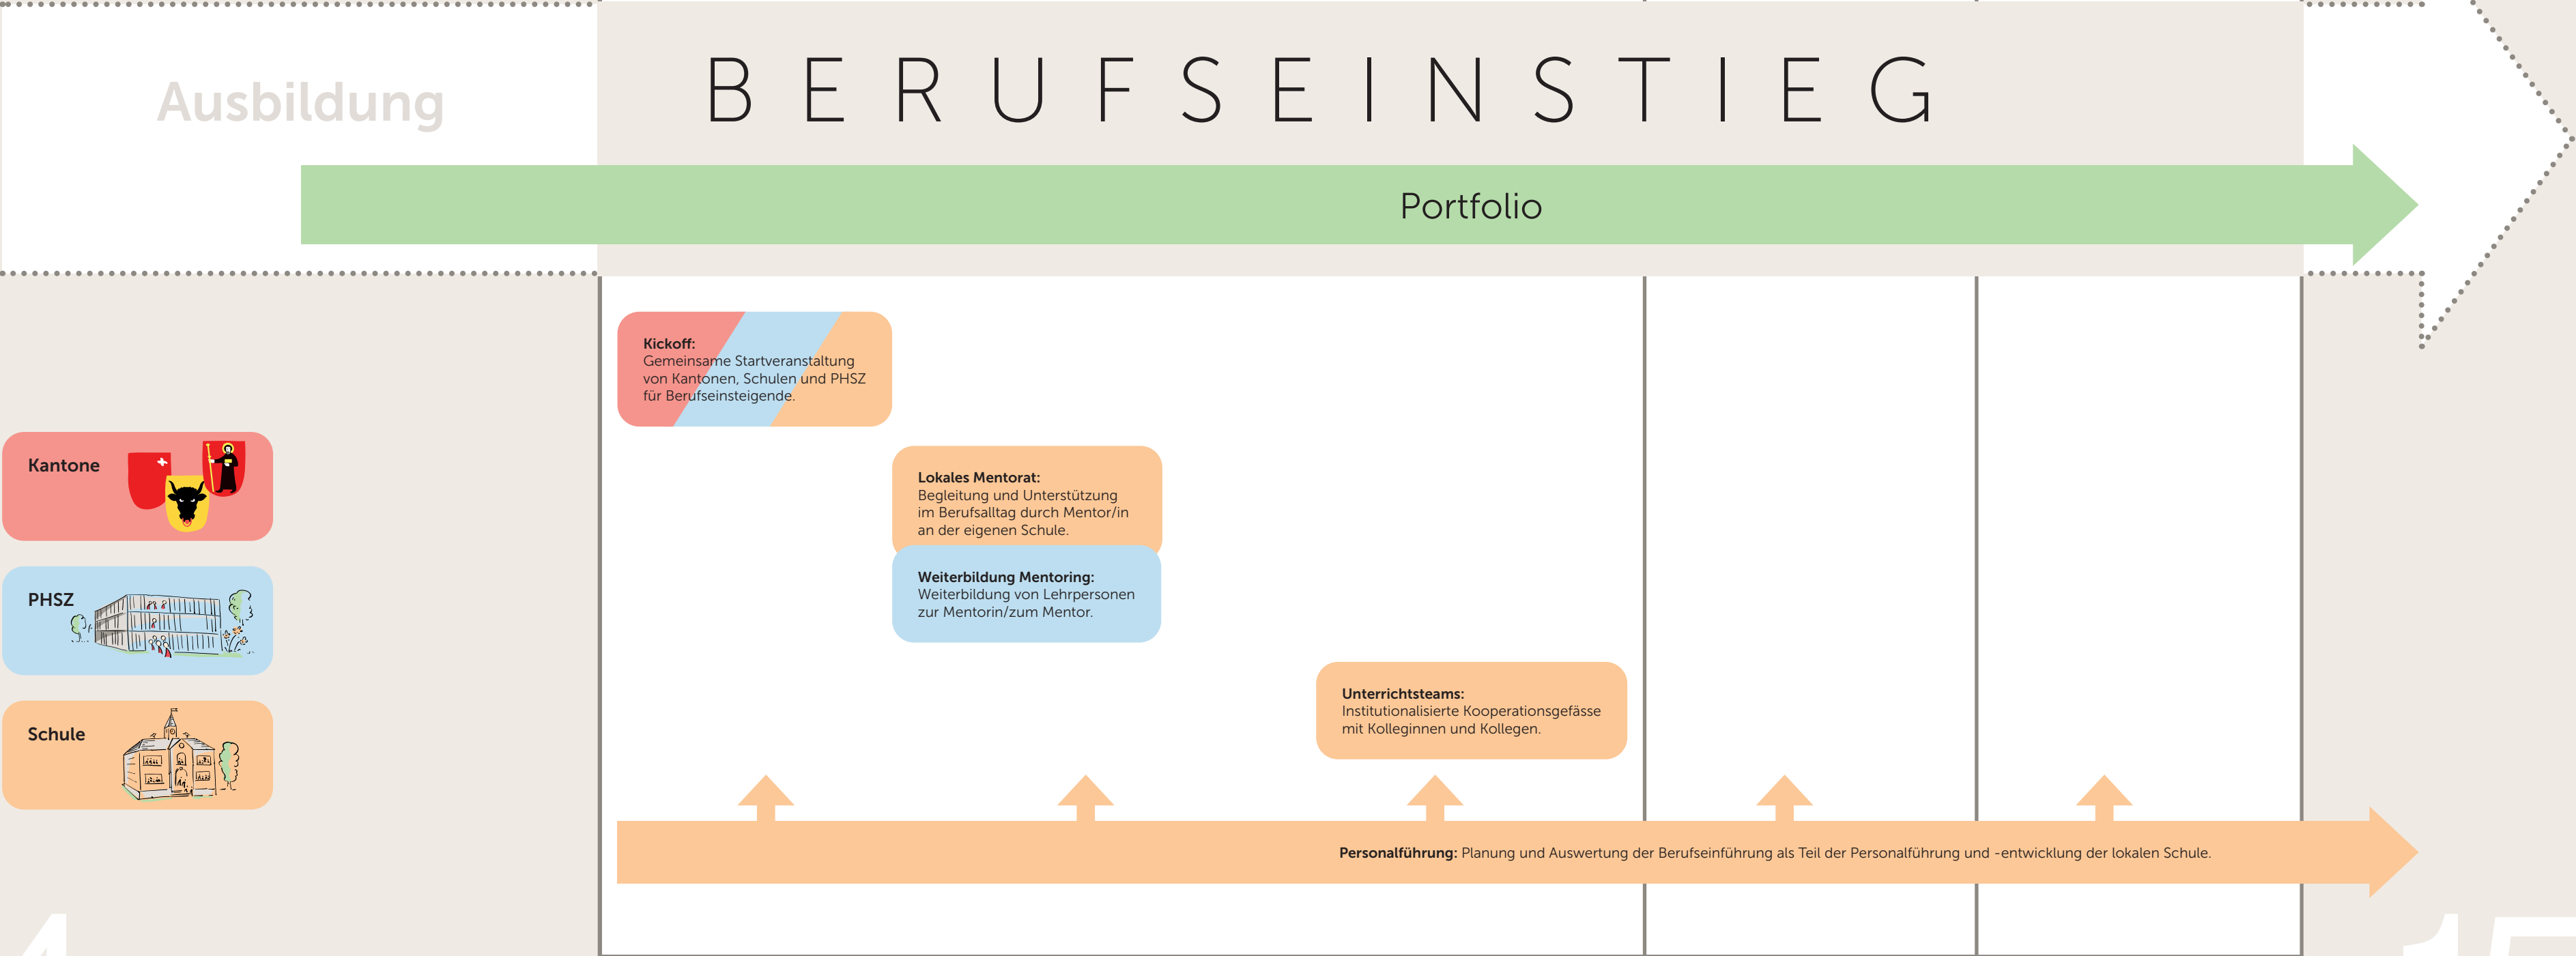 Ausbildung
BERUFSEINSTIEG
Portfolio
Kickoff:
Gemeinsame Startveranstaltung
von Kantonen, Schulen und PHSZ
für Berufseinsteigende.
Kantone
Lokales Mentorat:
Begleitung und Unterstützung
im Berufsalltag durch Mentor/in
an der eigenen Schule.
PHSZ
Weiterbildung Mentoring:
Weiterbildung von Lehrpersonen
zur Mentorin/zum Mentor.
Schule
Unterrichtsteams:
Institutionalisierte Kooperationsgefässe
mit Kolleginnen und Kollegen.
Personalführung: Planung und Auswertung der Berufseinführung als Teil der Personalführung und -entwicklung der lokalen Schule.